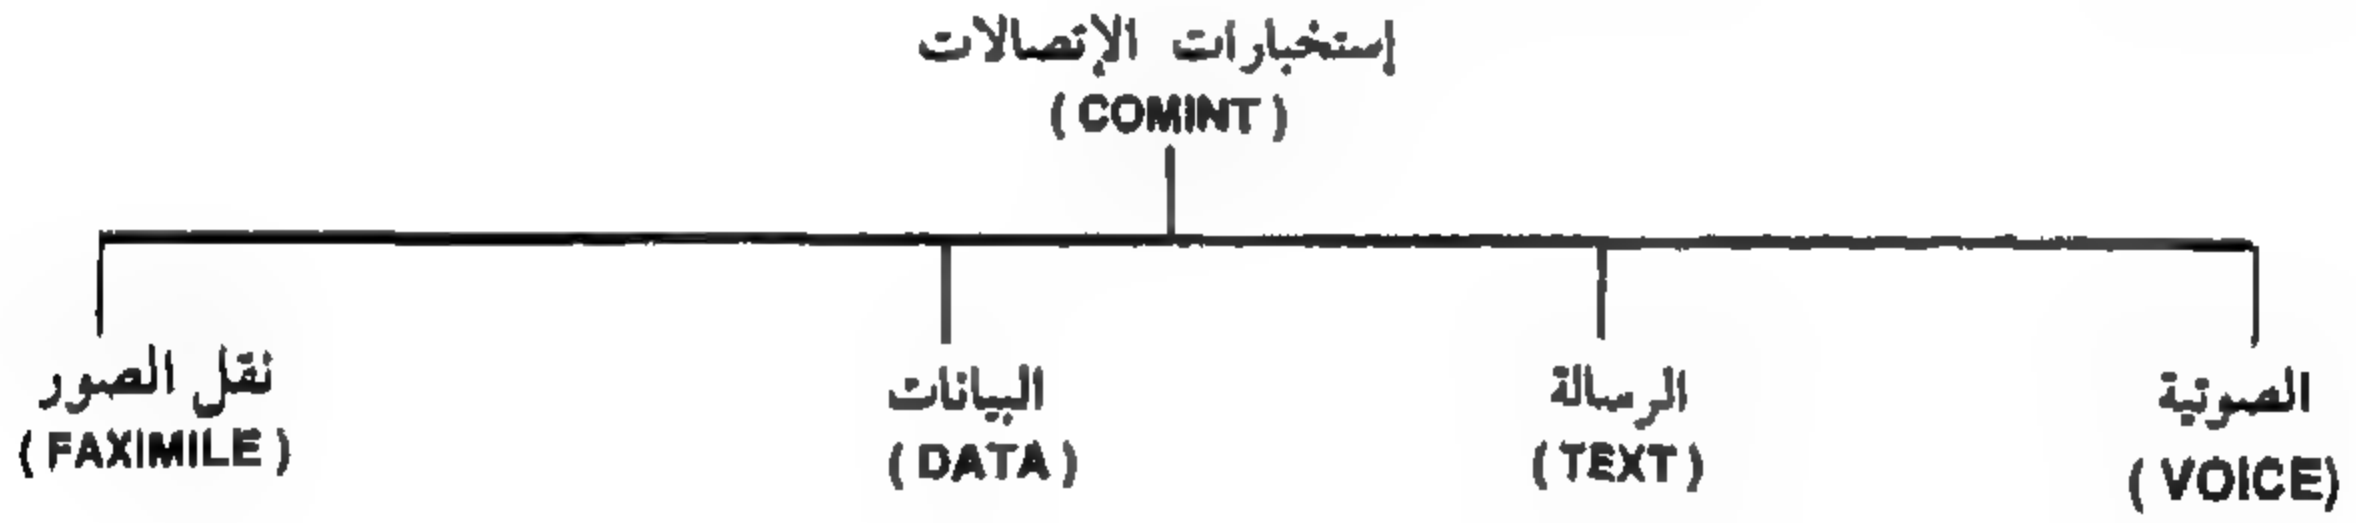 إستخبارات الإتصالات
( COMINT )
الصوتية
( VOICE)
الرسالة
( TEXT )
البيانات
( DATA )
نقل الصور
( FAXIMILE )